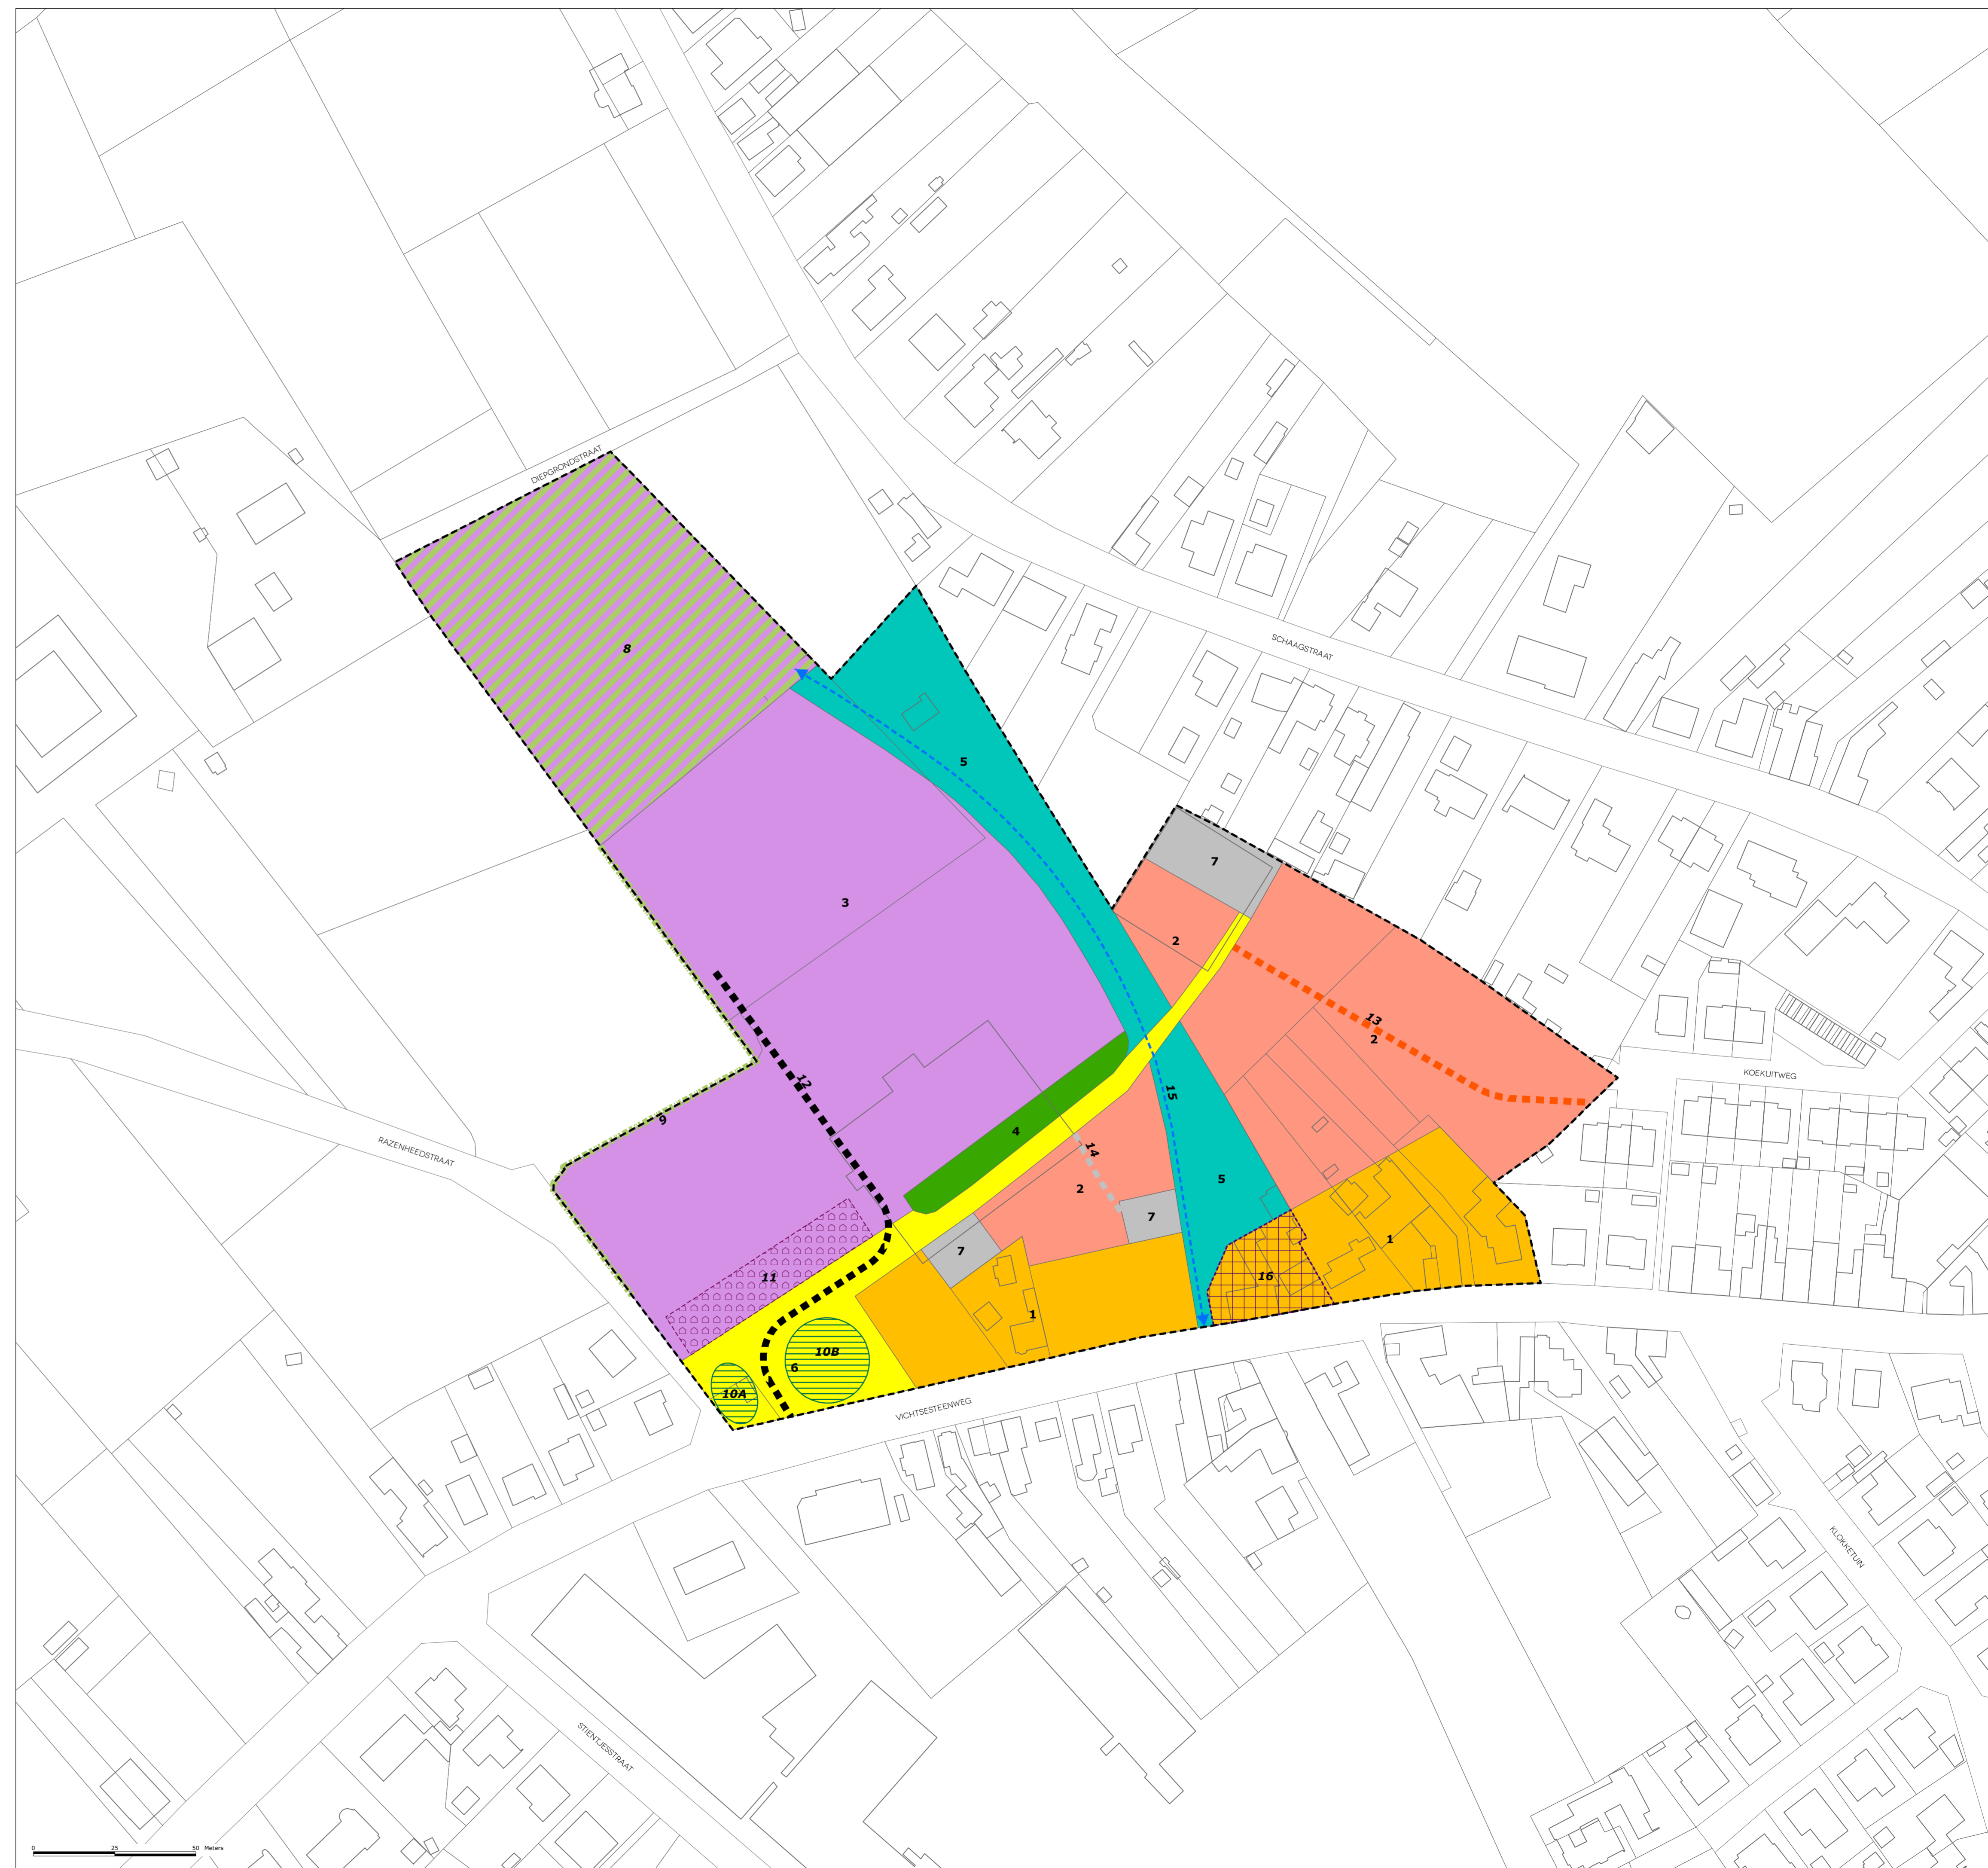 DIEPGRONDSTRAAT
SCHAAGSTRAAT
8
5
7
3
2
13
2
KOEKUITWEG
12
15
9
4
14
RAZENHEEDSTRAAT
2
5
7
1
7
11
16
1
10B
6
10A
VICHTSESTEENWEG
KLOKKETUIN
STIENTJESSTRAAT
0 25 50 Meters